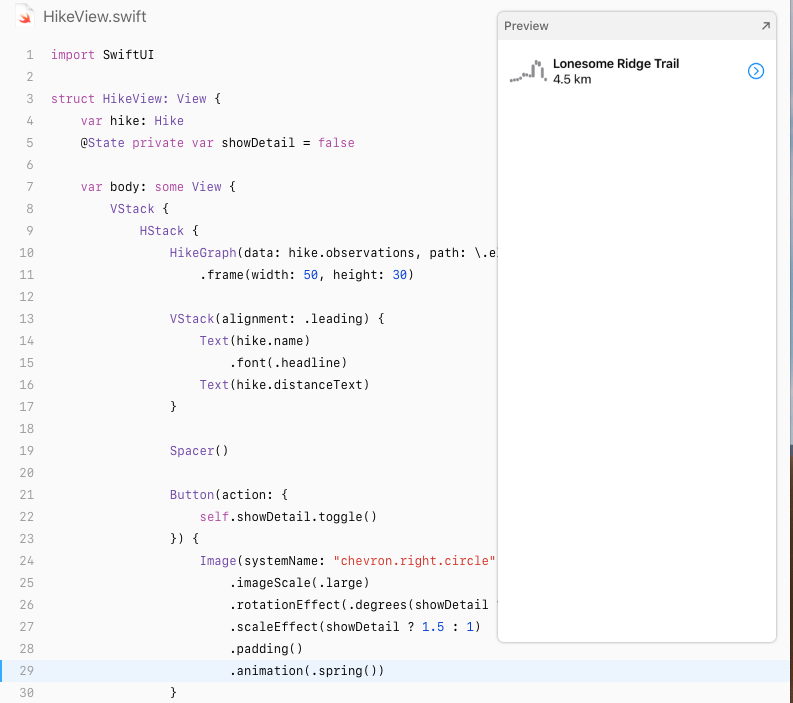 HikeView.swift
1 import SwiftUI
2
3 struct HikeView: View {
4 var hike: Hike
5 @State private var showDetail = false
6
7 var body: some View {
8 VStack {
9 HStack {
10 HikeGraph(data: hike.observations, path: \.e
11 .frame(width: 50, height: 30)
12
13 VStack(alignment: .leading) {
14 Text(hike.name)
15 .font(.headline)
16 Text(hike.distanceText)
17 }
18
19 Spacer()
20
21 Button(action: {
22 self.showDetail.toggle()
23 }) {
24 Image(systemName: "chevron.right.circle"
25 .imageScale(.large)
26 .rotationEffect(.degrees(showDetail
27 .scaleEffect(showDetail ? 1.5 : 1)
28 .padding()
29 .animation(.spring())
30 }
Preview
Lonesome Ridge Trail
4.5 km